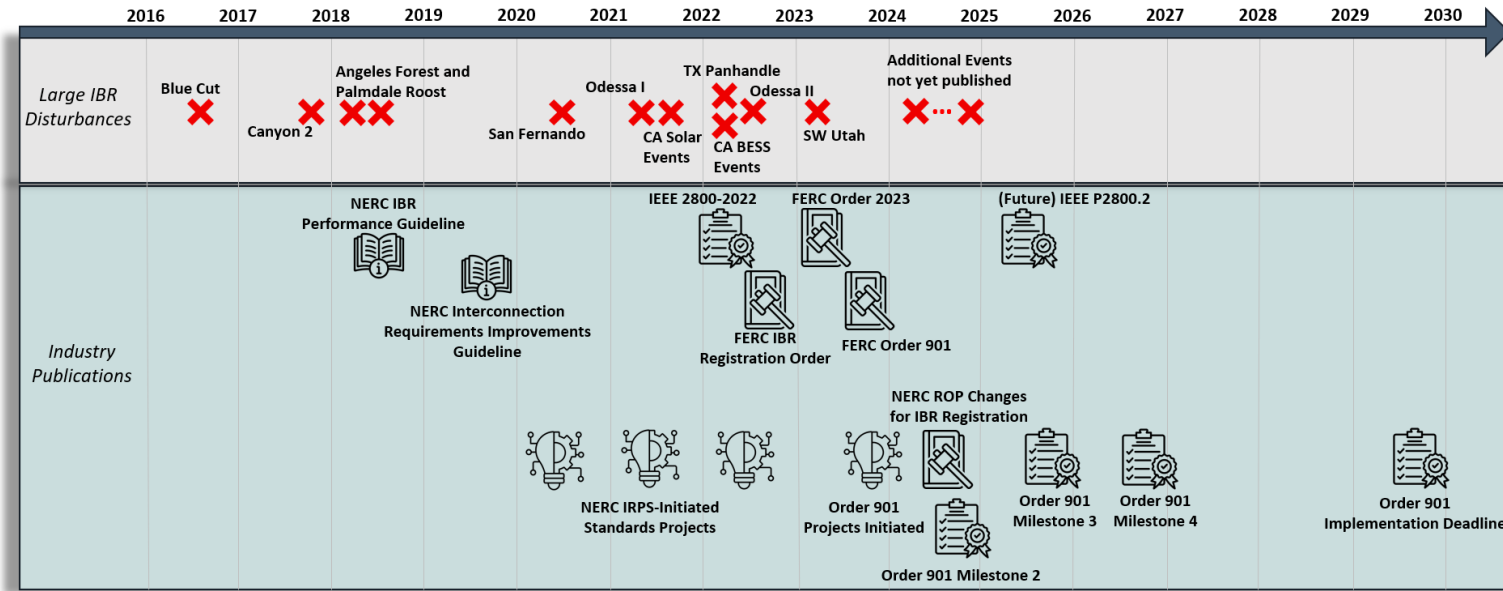 2016 2017 2018 2019 2020 2021 2022 2023 2024 2025 2026 2027 2028 2029 2030
Large IBR
Disturbances
Blue Cut
Canyon 2
Angeles Forest and
Palmdale Roost
San Fernando
Odessa I
CA Solar
Events
TX Panhandle
Odessa II
CA BESS
Events
SW Utah
Additional Events
not yet published
Industry
Publications
NERC IBR
Performance Guideline
NERC Interconnection
Requirements Improvements
Guideline
IEEE 2800-2022
FERC IBR
Registration Order
FERC Order 2023
FERC Order 901
(Future) IEEE P2800.2
NERC IRPS-Initiated
Standards Projects
Order 901
Projects Initiated
NERC ROP Changes
for IBR Registration
Order 901 Milestone 2
Order 901
Milestone 3
Order 901
Milestone 4
Order 901
Implementation Deadline